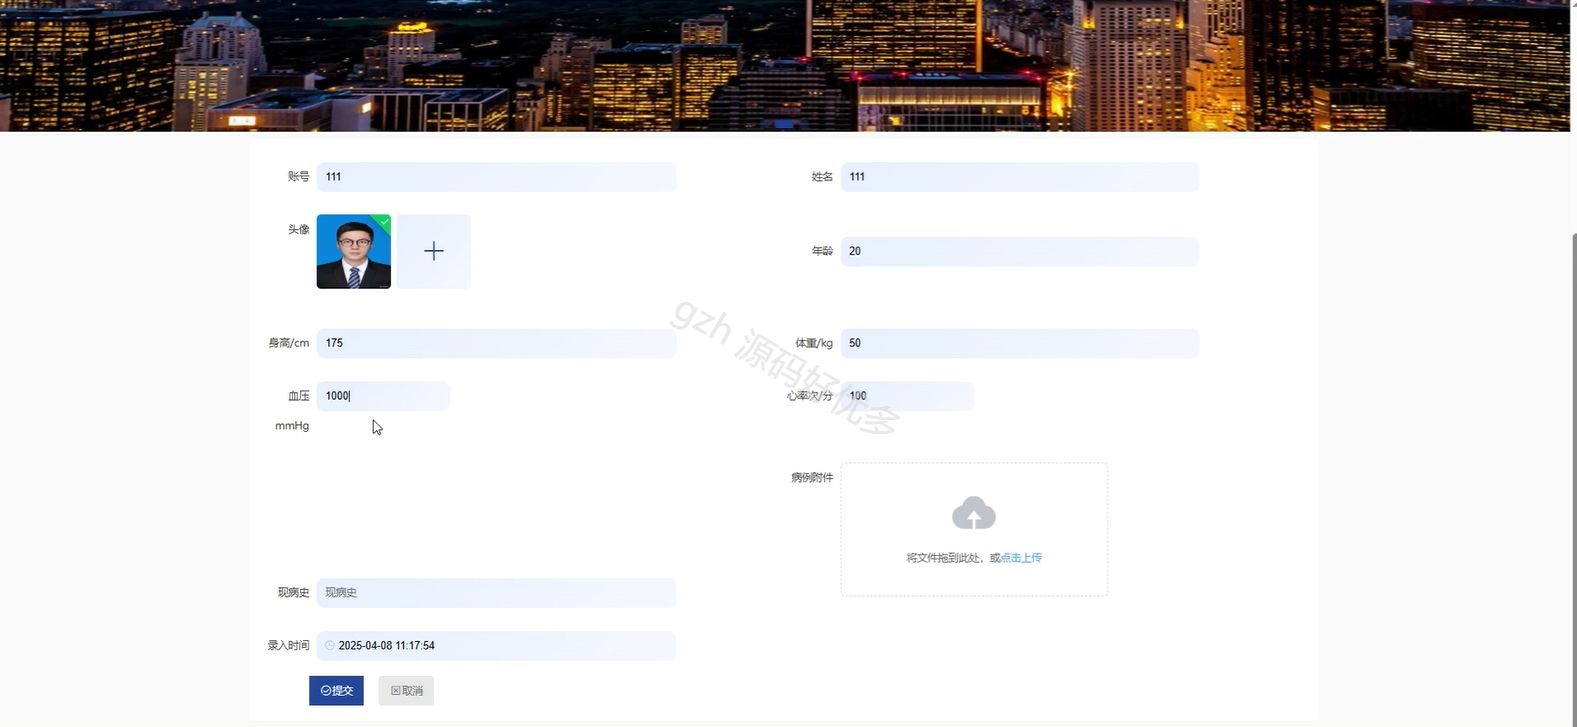 账号 111 姓名 111
头像
年龄 20
身高/cm 175 体重/kg 50
血压 1000 心率次/分 100
mmHg
gzh 源码好优多
病例附件
将文件拖到此处，或点击上传
现病史 现病史
录入时间 2025-04-08 11:17:54
提交 取消